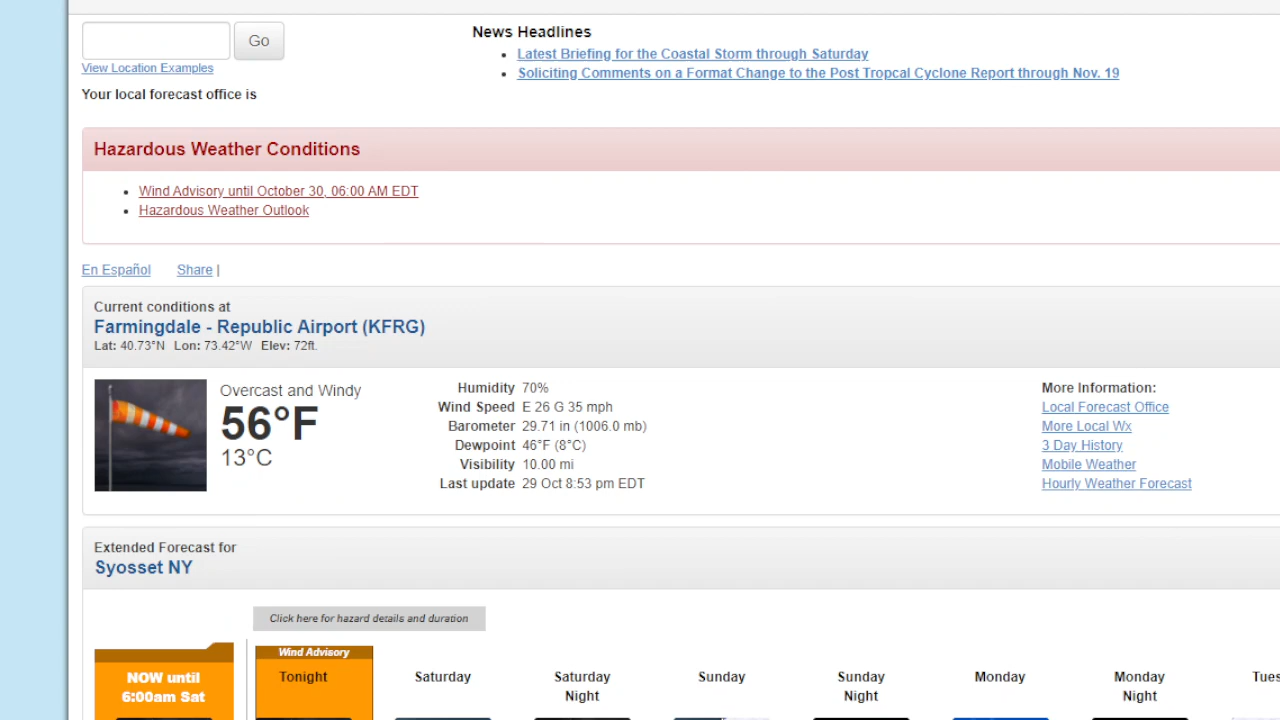 Go
View Location Examples
Your local forecast office is
News Headlines
Latest Briefing for the Coastal Storm through Saturday
Soliciting Comments on a Format Change to the Post Tropcal Cyclone Report through Nov. 19
Hazardous Weather Conditions
Wind Advisory until October 30, 06:00 AM EDT
Hazardous Weather Outlook
En Español Share |
Current conditions at
Farmingdale - Republic Airport (KFRG)
Lat: 40.73°N Lon: 73.42°W Elev: 72ft.
Overcast and Windy
56°F
13°C
Humidity 70%
Wind Speed E 26 G 35 mph
Barometer 29.71 in (1006.0 mb)
Dewpoint 46°F (8°C)
Visibility 10.00 mi
Last update 29 Oct 8:53 pm EDT
More Information:
Local Forecast Office
More Local Wx
3 Day History
Mobile Weather
Hourly Weather Forecast
Extended Forecast for
Syosset NY
Click here for hazard details and duration
NOW until
6:00am Sat
Wind Advisory
Tonight
Saturday
Saturday
Night
Sunday
Sunday
Night
Monday
Monday
Night
Tues